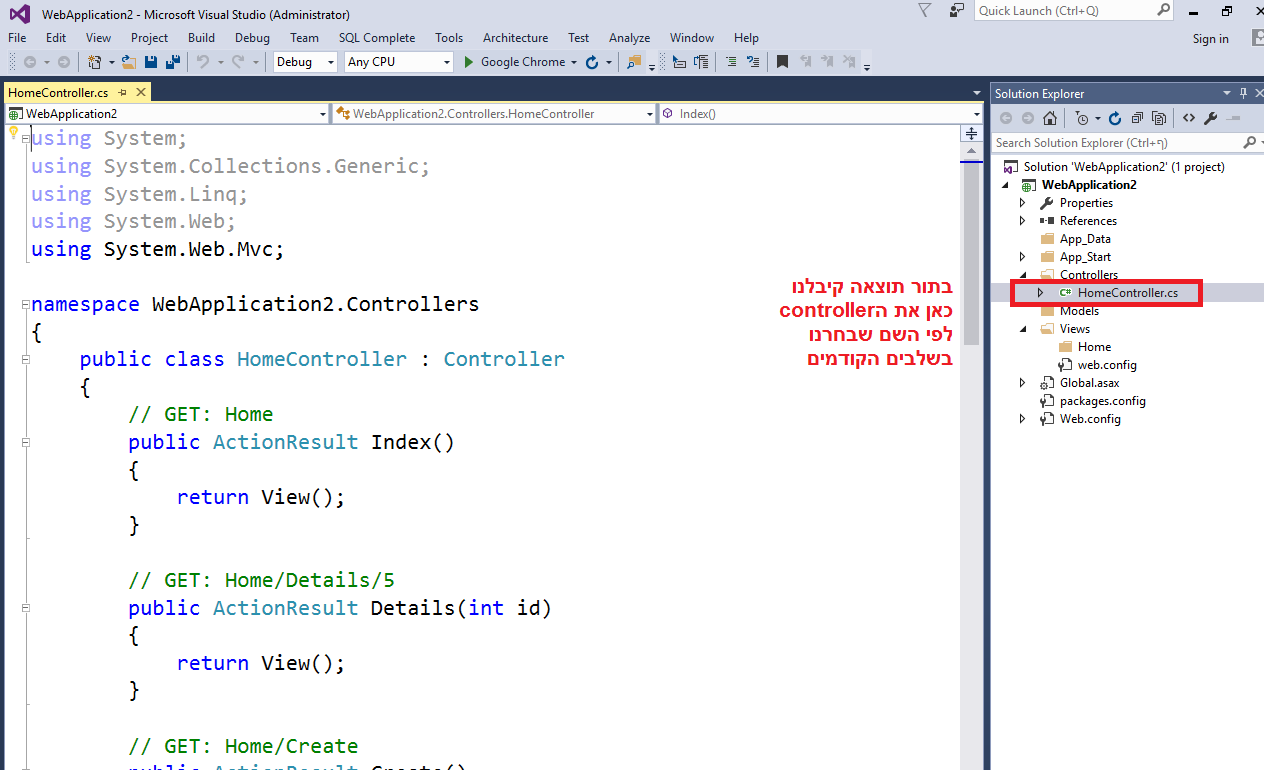 WebApplication2 - Microsoft Visual Studio (Administrator)
Quick Launch (Ctrl+Q)
File Edit View Project Build Debug Team SQL Complete Tools Architecture Test Analyze Window Help
Sign in
Debug Any CPU Google Chrome
HomeController.cs
WebApplication2 WebApplication2.Controllers.HomeController Index()
using System;
using System.Collections.Generic;
using System.Linq;
using System.Web;
using System.Web.Mvc;
namespace WebApplication2.Controllers
{
public class HomeController : Controller
{
// GET: Home
public ActionResult Index()
{
return View();
}
// GET: Home/Details/5
public ActionResult Details(int id)
{
return View();
}
// GET: Home/Create
public ActionResult Create()
בתור תוצאה קיבלנו
כאן את הcontroller
לפי השם שבחרנו
בשלבים הקודמים
Solution Explorer
Search Solution Explorer (Ctrl+ף)
Solution 'WebApplication2' (1 project)
WebApplication2
Properties
References
App_Data
App_Start
Controllers
C# HomeController.cs
Models
Views
Home
web.config
Global.asax
packages.config
Web.config